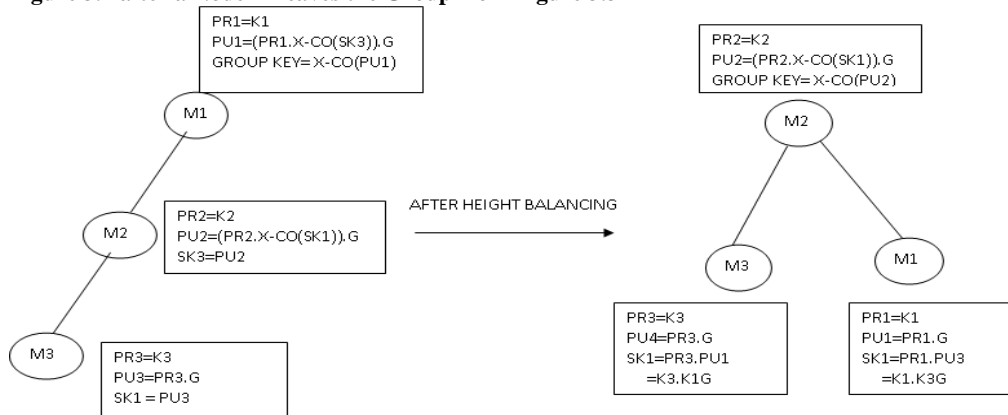 PR1=K1
PU1=(PR1.X-CO(SK3)).G
GROUP KEY= X-CO(PU1)
M1
PR2=K2
PU2=(PR2.X-CO(SK1)).G
SK3=PU2
M2
PR3=K3
PU3=PR3.G
SK1 = PU3
M3
AFTER HEIGHT BALANCING
PR2=K2
PU2=(PR2.X-CO(SK1)).G
GROUP KEY= X-CO(PU2)
M2
M3
M1
PR3=K3
PU4=PR3.G
SK1=PR3.PU1
=K3.K1G
PR1=K1
PU1=PR1.G
SK1=PR1.PU3
=K1.K3G